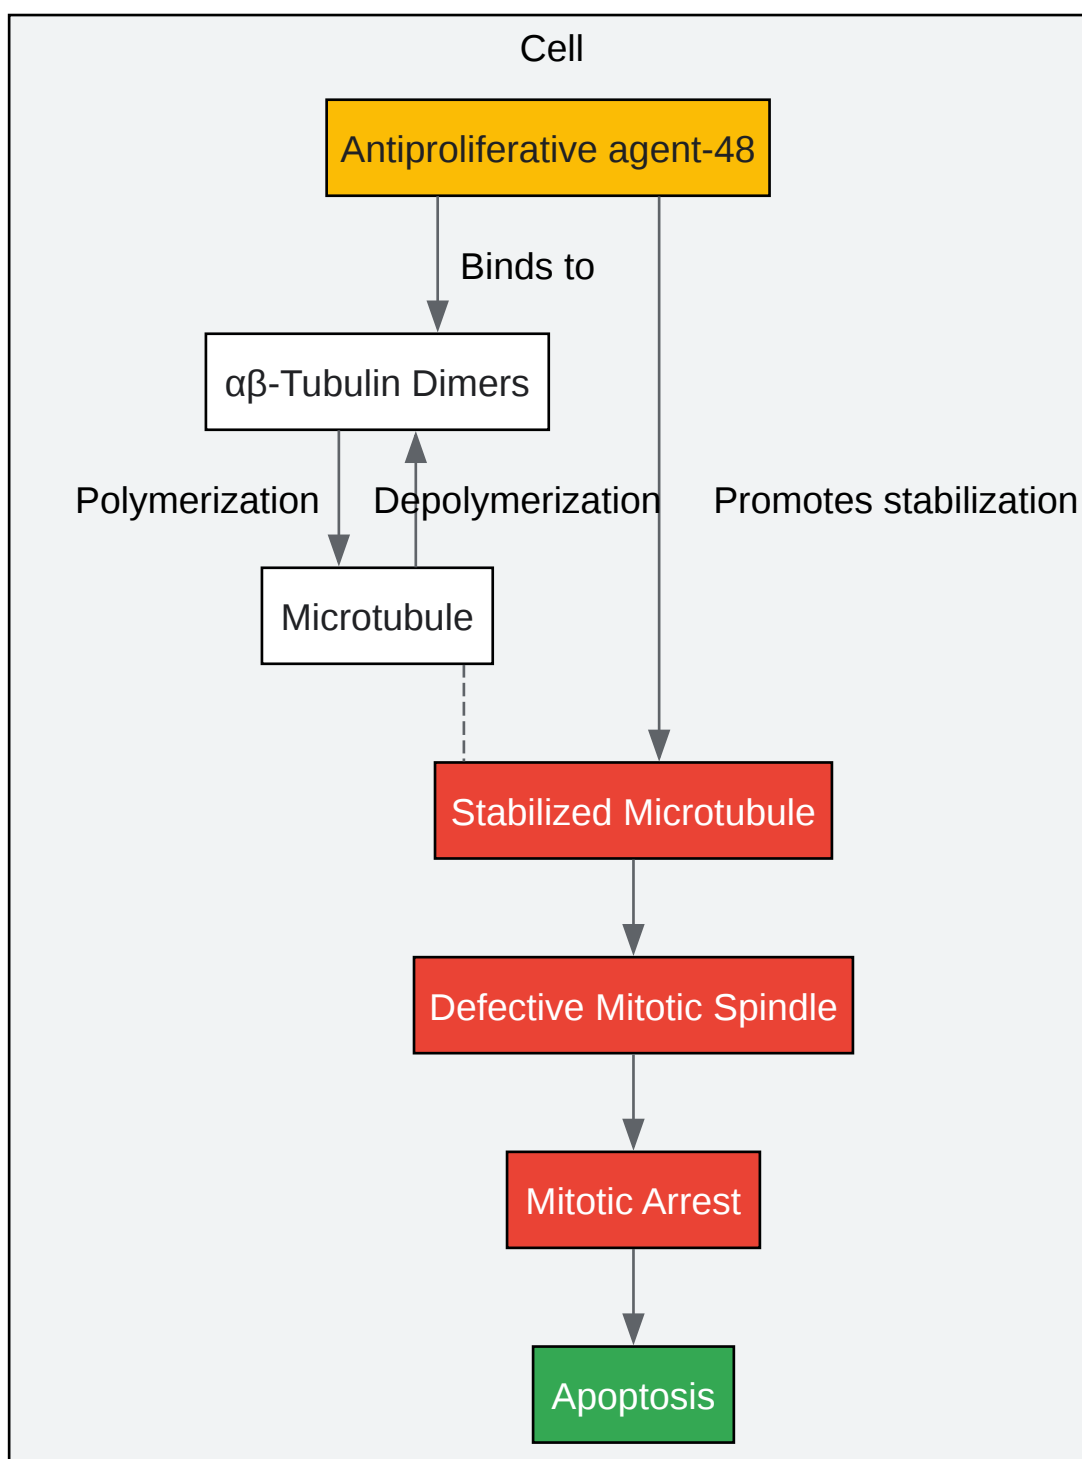 Cell
Antiproliferative agent-48
Binds to
αβ-Tubulin Dimers
Polymerization
Depolymerization
Promotes stabilization
Microtubule
Stabilized Microtubule
Defective Mitotic Spindle
Mitotic Arrest
Apoptosis